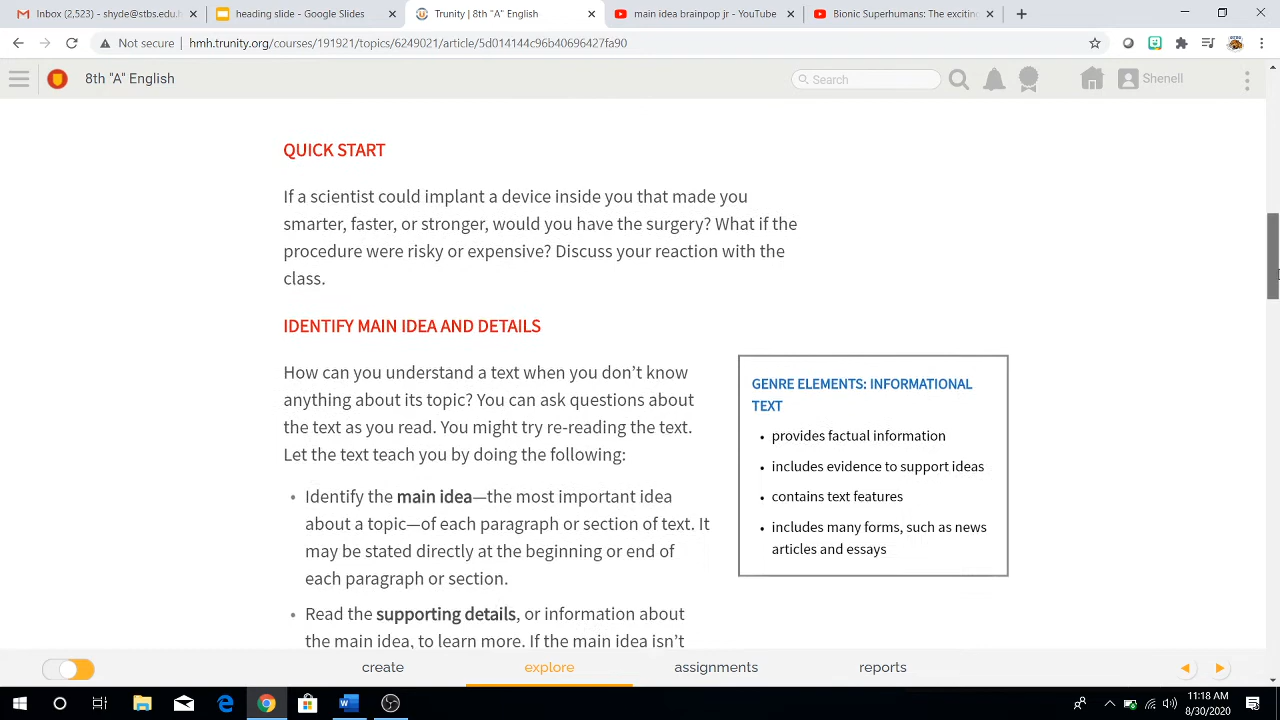 Inbox (2,523) - shere@stbs.edu.
heading slide - Google Slides
Trunity | 8th "A" English
main idea brainpop jr - YouTube
Bionic Superhumans: The excitin
Not secure | hmh.trunity.org/courses/191921/topics/6249021/article/5d014144c96b40696427fa90
8th "A" English
Search
Shenell
QUICK START
If a scientist could implant a device inside you that made you
smarter, faster, or stronger, would you have the surgery? What if the
procedure were risky or expensive? Discuss your reaction with the
class.
IDENTIFY MAIN IDEA AND DETAILS
How can you understand a text when you don’t know
anything about its topic? You can ask questions about
the text as you read. You might try re-reading the text.
Let the text teach you by doing the following:
• Identify the main idea—the most important idea
about a topic—of each paragraph or section of text. It
may be stated directly at the beginning or end of
each paragraph or section.
• Read the supporting details, or information about
the main idea, to learn more. If the main idea isn’t
GENRE ELEMENTS: INFORMATIONAL
TEXT
• provides factual information
• includes evidence to support ideas
• contains text features
• includes many forms, such as news
articles and essays
create
explore
assignments
reports
11:18 AM
8/30/2020